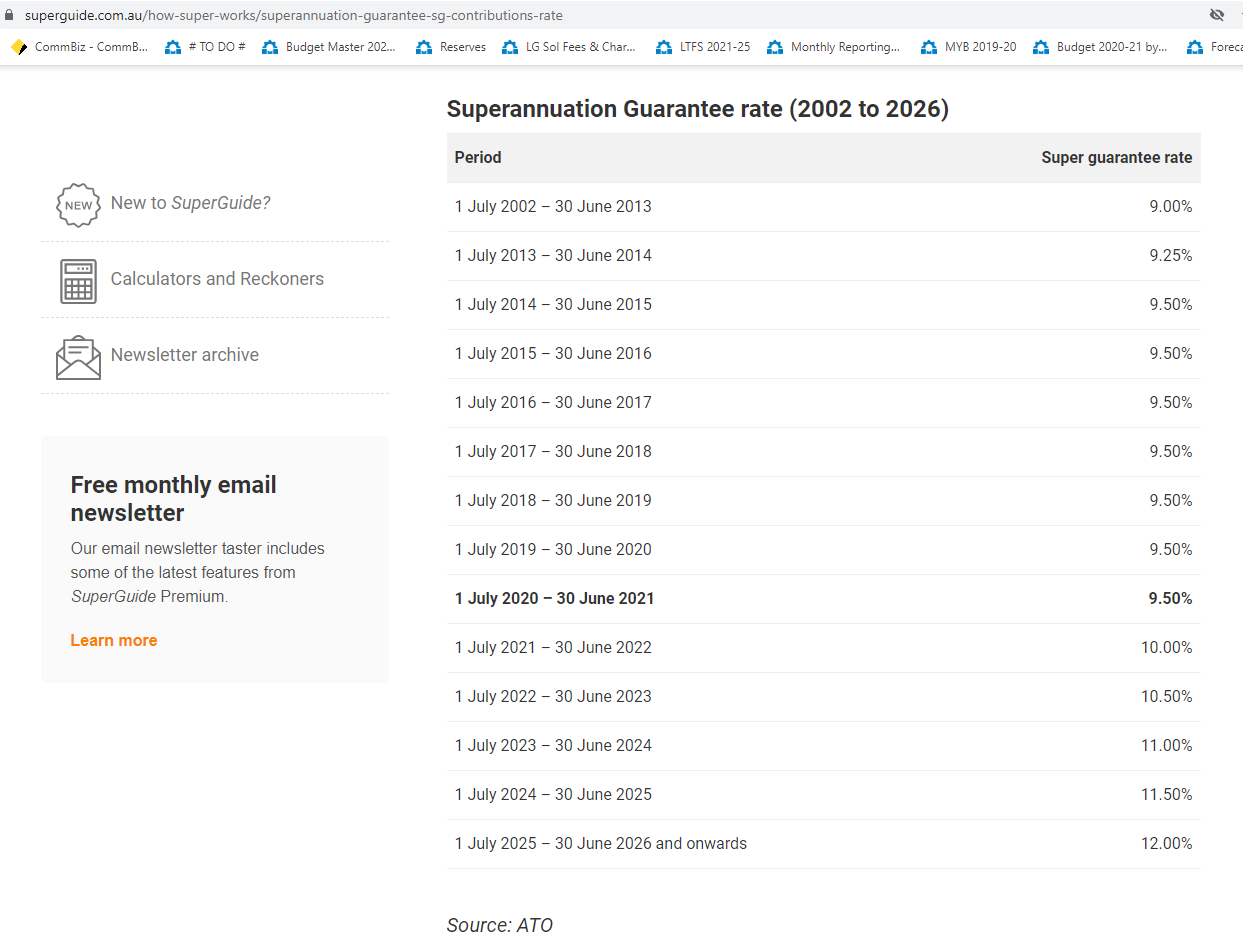 superguide.com.au/how-super-works/superannuation-guarantee-sg-contributions-rate
CommBiz - CommB... # TO DO # Budget Master 202... Reserves LG Sol Fees & Char... LTFS 2021-25 Monthly Reporting... MYB 2019-20 Budget 2020-21 by... Foreca
Superannuation Guarantee rate (2002 to 2026)
Period Super guarantee rate
1 July 2002 – 30 June 2013 9.00%
1 July 2013 – 30 June 2014 9.25%
1 July 2014 – 30 June 2015 9.50%
1 July 2015 – 30 June 2016 9.50%
1 July 2016 – 30 June 2017 9.50%
1 July 2017 – 30 June 2018 9.50%
1 July 2018 – 30 June 2019 9.50%
1 July 2019 – 30 June 2020 9.50%
1 July 2020 – 30 June 2021 9.50%
1 July 2021 – 30 June 2022 10.00%
1 July 2022 – 30 June 2023 10.50%
1 July 2023 – 30 June 2024 11.00%
1 July 2024 – 30 June 2025 11.50%
1 July 2025 – 30 June 2026 and onwards 12.00%
Source: ATO
NEW New to SuperGuide?
Calculators and Reckoners
Newsletter archive
Free monthly email
newsletter
Our email newsletter taster includes
some of the latest features from
SuperGuide Premium.
Learn more